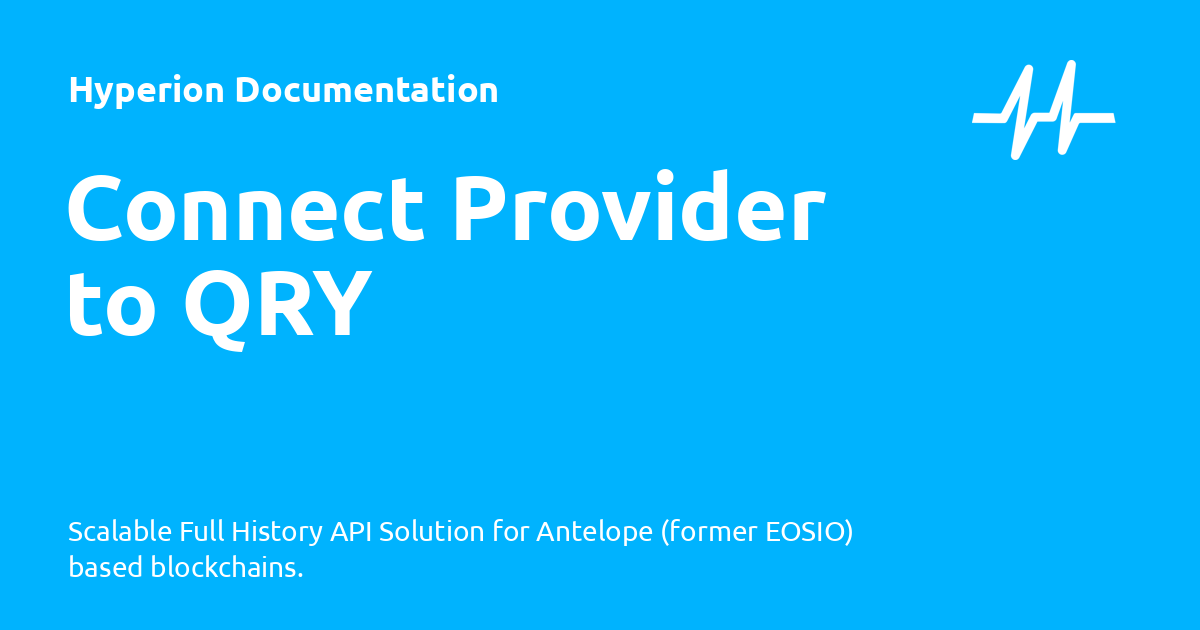 Hyperion Documentation
Connect Provider
to QRY
Scalable Full History API Solution for Antelope (former EOSIO)
based blockchains.